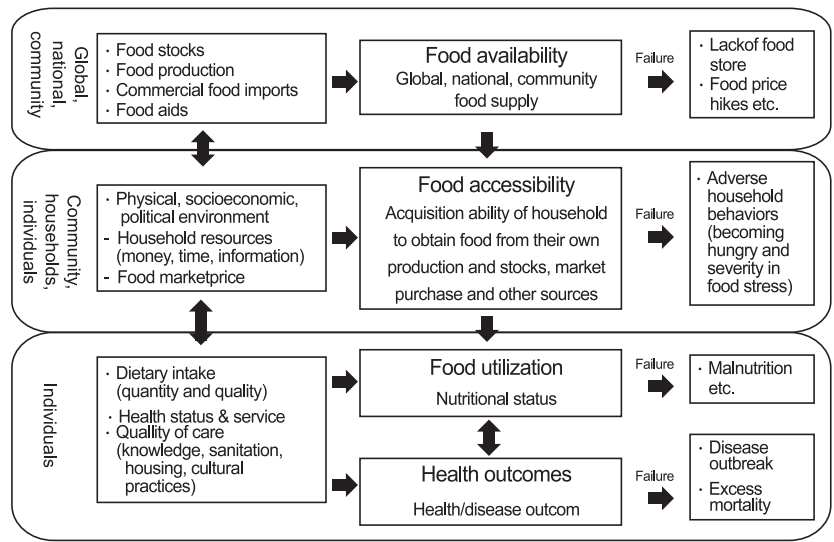 Global,
national,
community
· Food stocks
· Food production
· Commercial food imports
· Food aids
Food availability
Global, national, community
food supply
Failure
· Lackof food
store
· Food price
hikes etc.
Community,
households,
individuals
· Physical, socioeconomic,
political environment
- Household resources
(money, time, information)
- Food marketprice
Food accessibility
Acquisition ability of household
to obtain food from their own
production and stocks, market
purchase and other sources
Failure
· Adverse
household
behaviors
(becoming
hungry and
severity in
food stress)
Individuals
· Dietary intake
(quantity and quality)
· Health status & service
· Quallity of care
(knowledge, sanitation,
housing, cultural
practices)
Food utilization
Nutritional status
Failure
· Malnutrition
etc.
Health outcomes
Health/disease outcom
Failure
· Disease
outbreak
· Excess
mortality